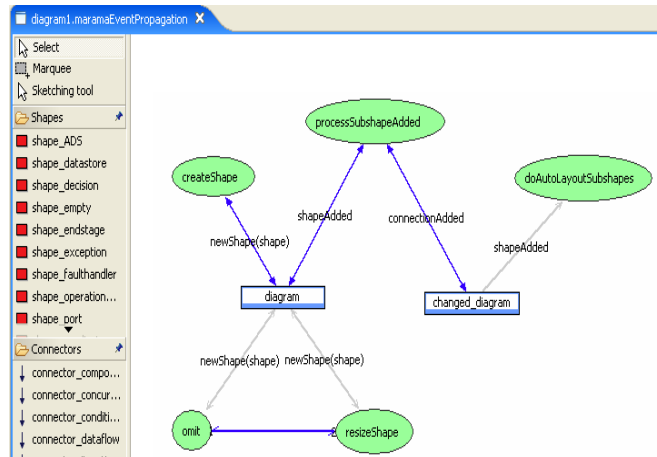 diagram1.maramaEventPropagation X
Select
Marquee
Sketching tool
Shapes
shape_ADS
shape_datastore
shape_decision
shape_empty
shape_endstage
shape_exception
shape_faulthandler
shape_operation...
shape_port
Connectors
connector_compo...
connector_concur...
connector_conditi...
connector_dataflow
processSubshapeAdded
createShape
doAutoLayoutSubshapes
shapeAdded
connectionAdded
newShape(shape)
shapeAdded
diagram
changed_diagram
newShape(shape)
newShape(shape)
omit
resizeShape